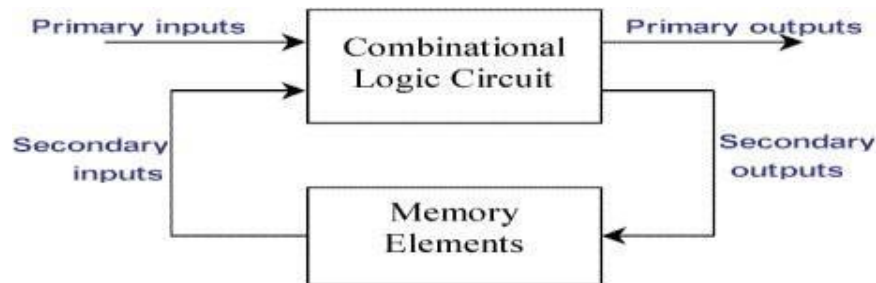 Primary inputs
Combinational
Logic Circuit
Primary outputs
Secondary
inputs
Secondary
outputs
Memory
Elements